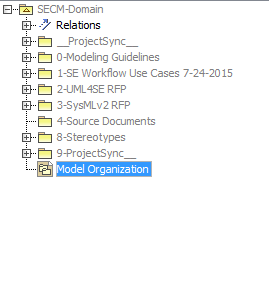 SECM-Domain
Relations
__ProjectSync__
0-Modeling Guidelines
1-SE Workflow Use Cases 7-24-2015
2-UML4SE RFP
3-SysMLv2 RFP
4-Source Documents
8-Stereotypes
9-ProjectSync__
Model Organization